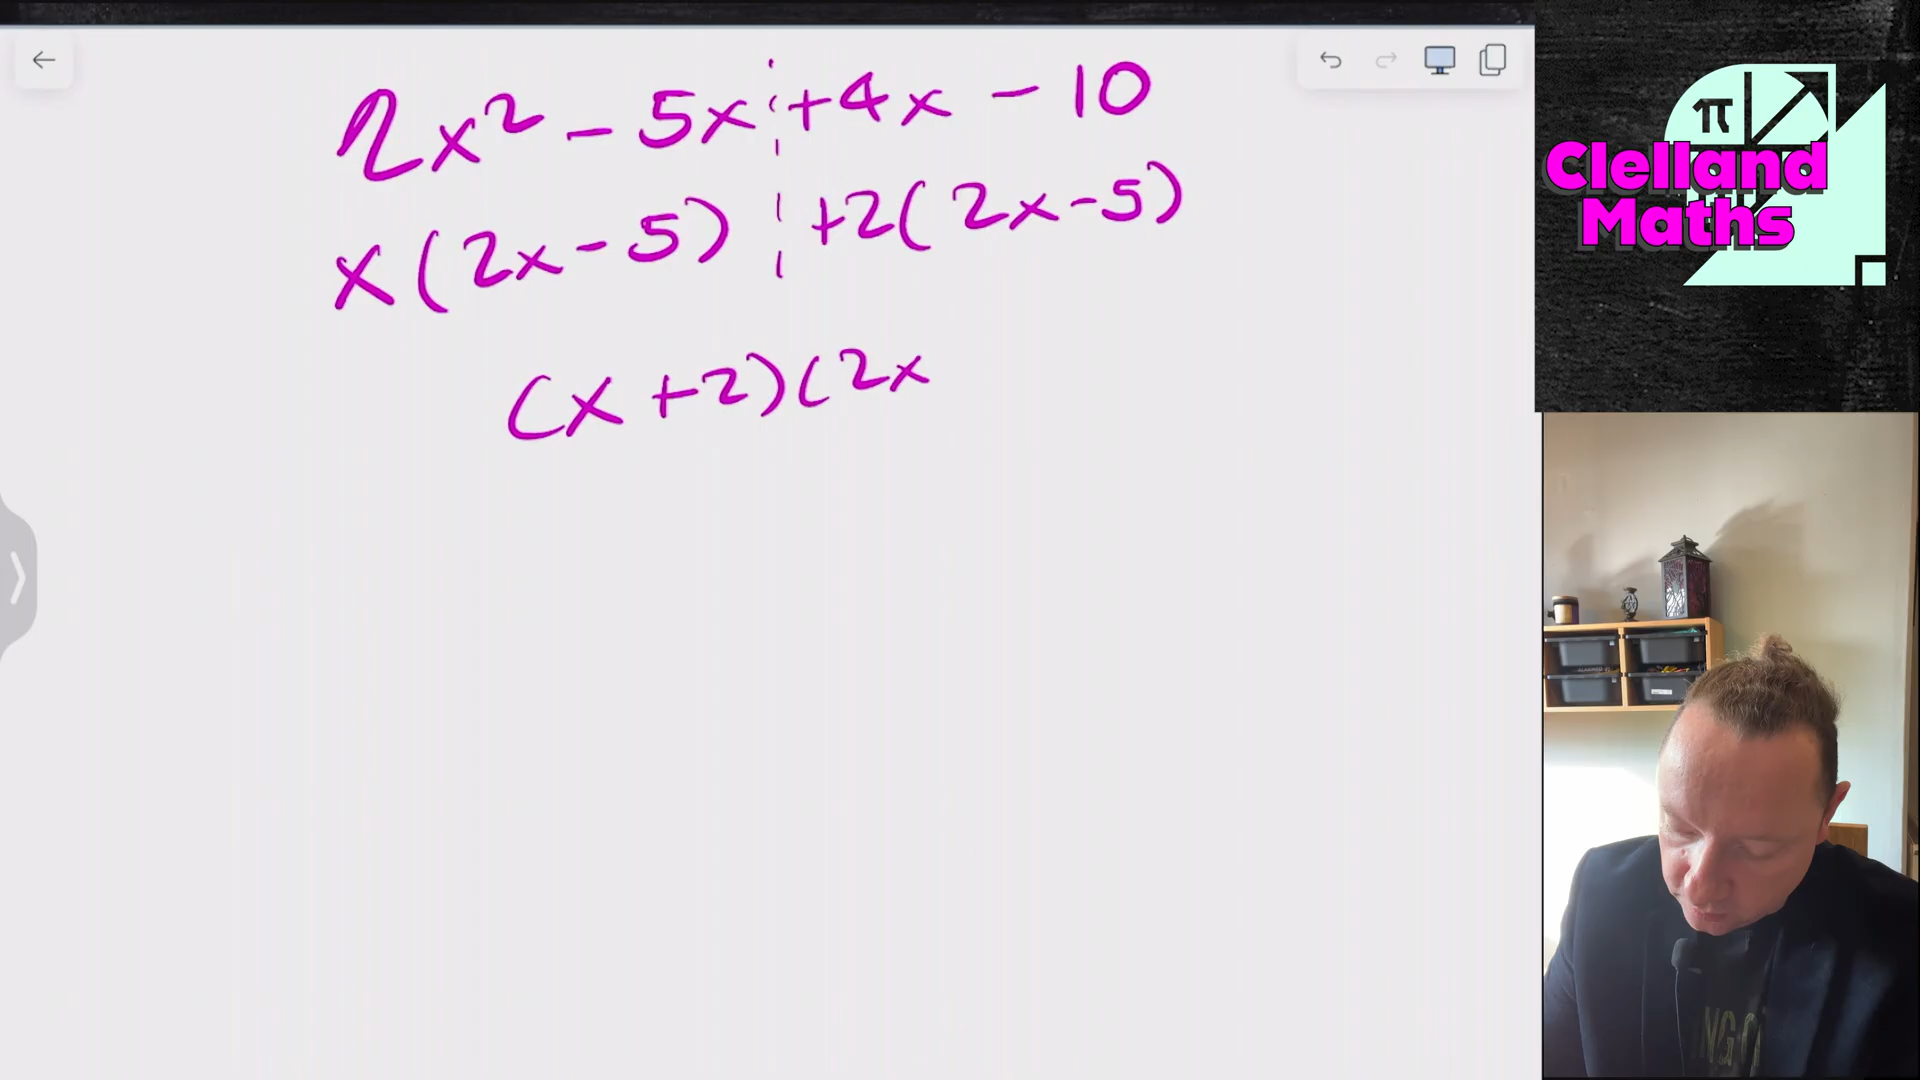 2x² - 5x ¦ +4x - 10
x(2x-5) ¦ +2(2x-5)
(x+2)(2x
π
Clelland
Maths